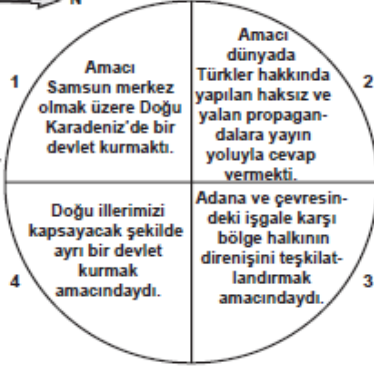 N
1
Amacı
Samsun merkez
olmak üzere Doğu
Karadeniz'de bir
devlet kurmaktı.
Amacı
dünyada
Türkler hakkında
yapılan haksız ve
yalan propagan-
dalara yayın
yoluyla cevap
vermekti.
2
4
Doğu illerimizi
kapsayacak şekilde
ayrı bir devlet
kurmak
amacındaydı.
Adana ve çevresin-
deki işgale karşı
bölge halkının
direnişini teşkilat-
landırmak
amacındaydı.
3